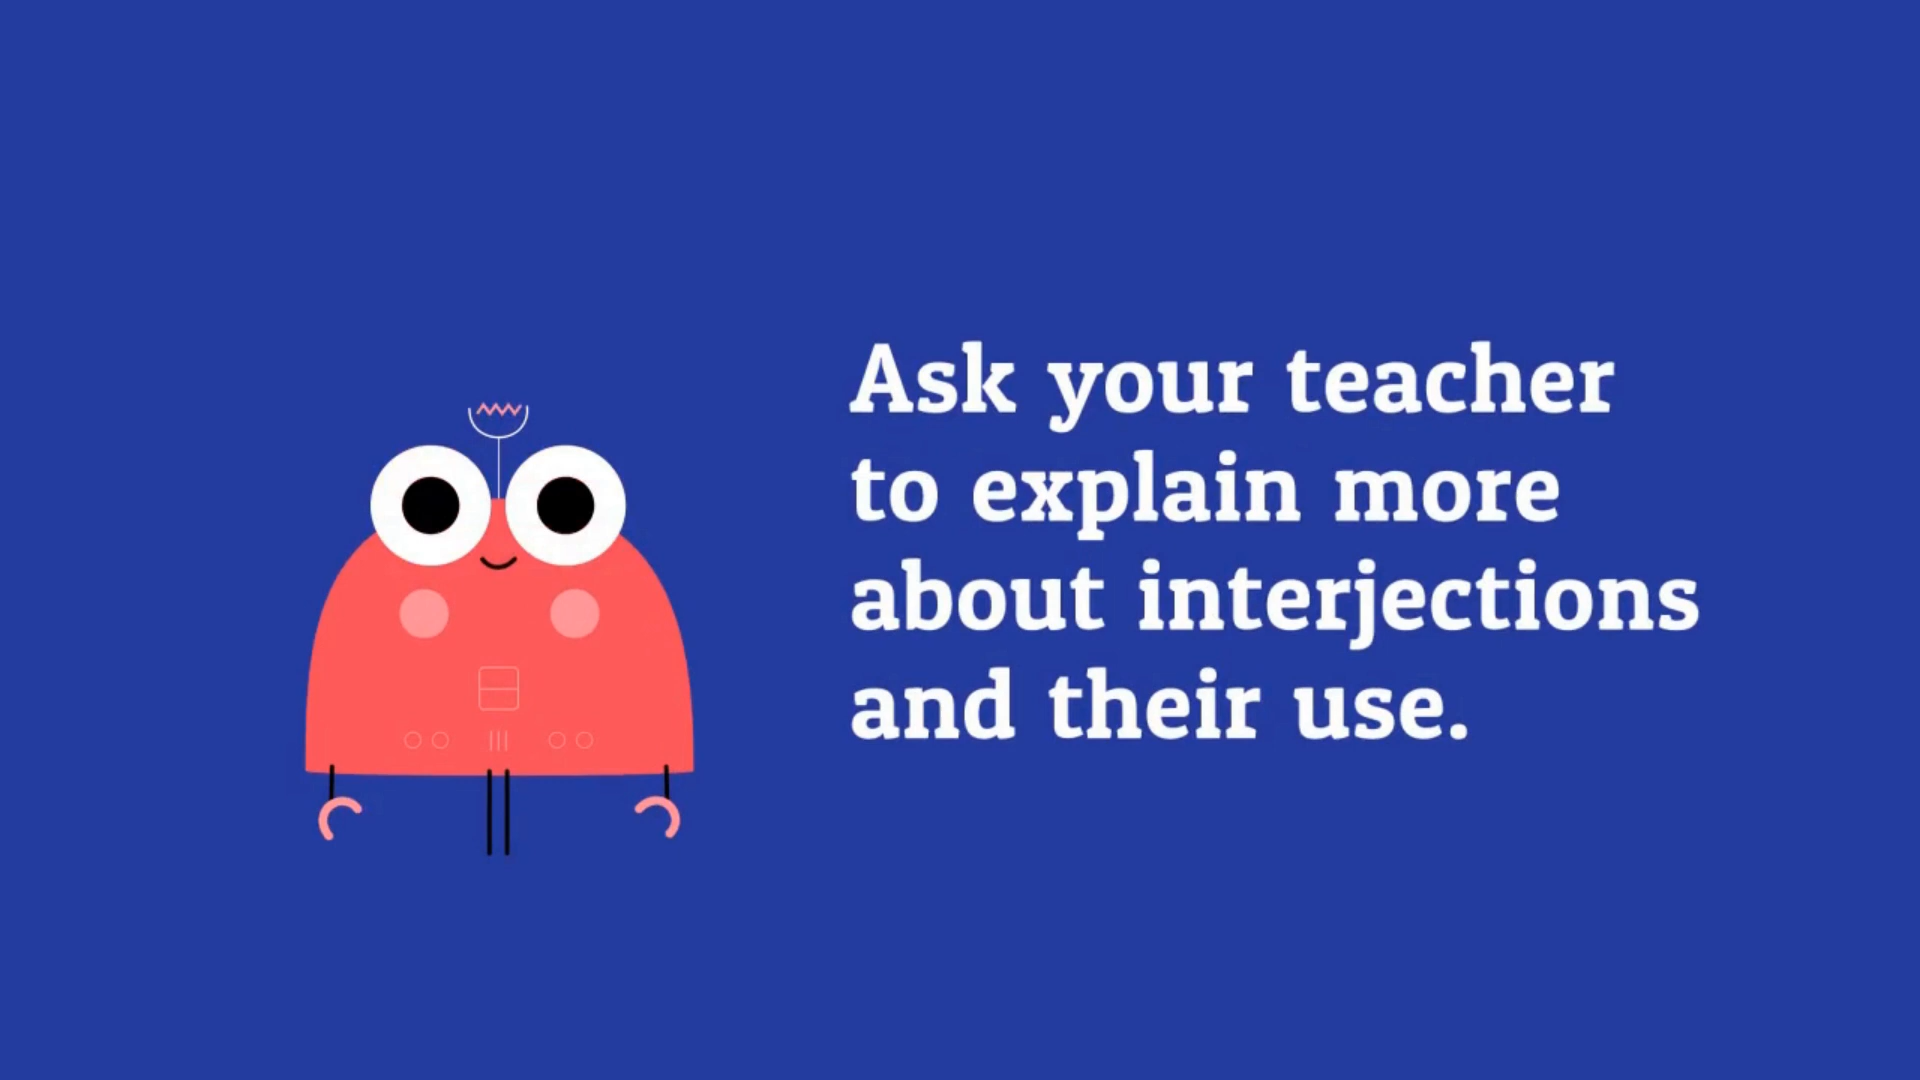 Ask your teacher
to explain more
about interjections
and their use.